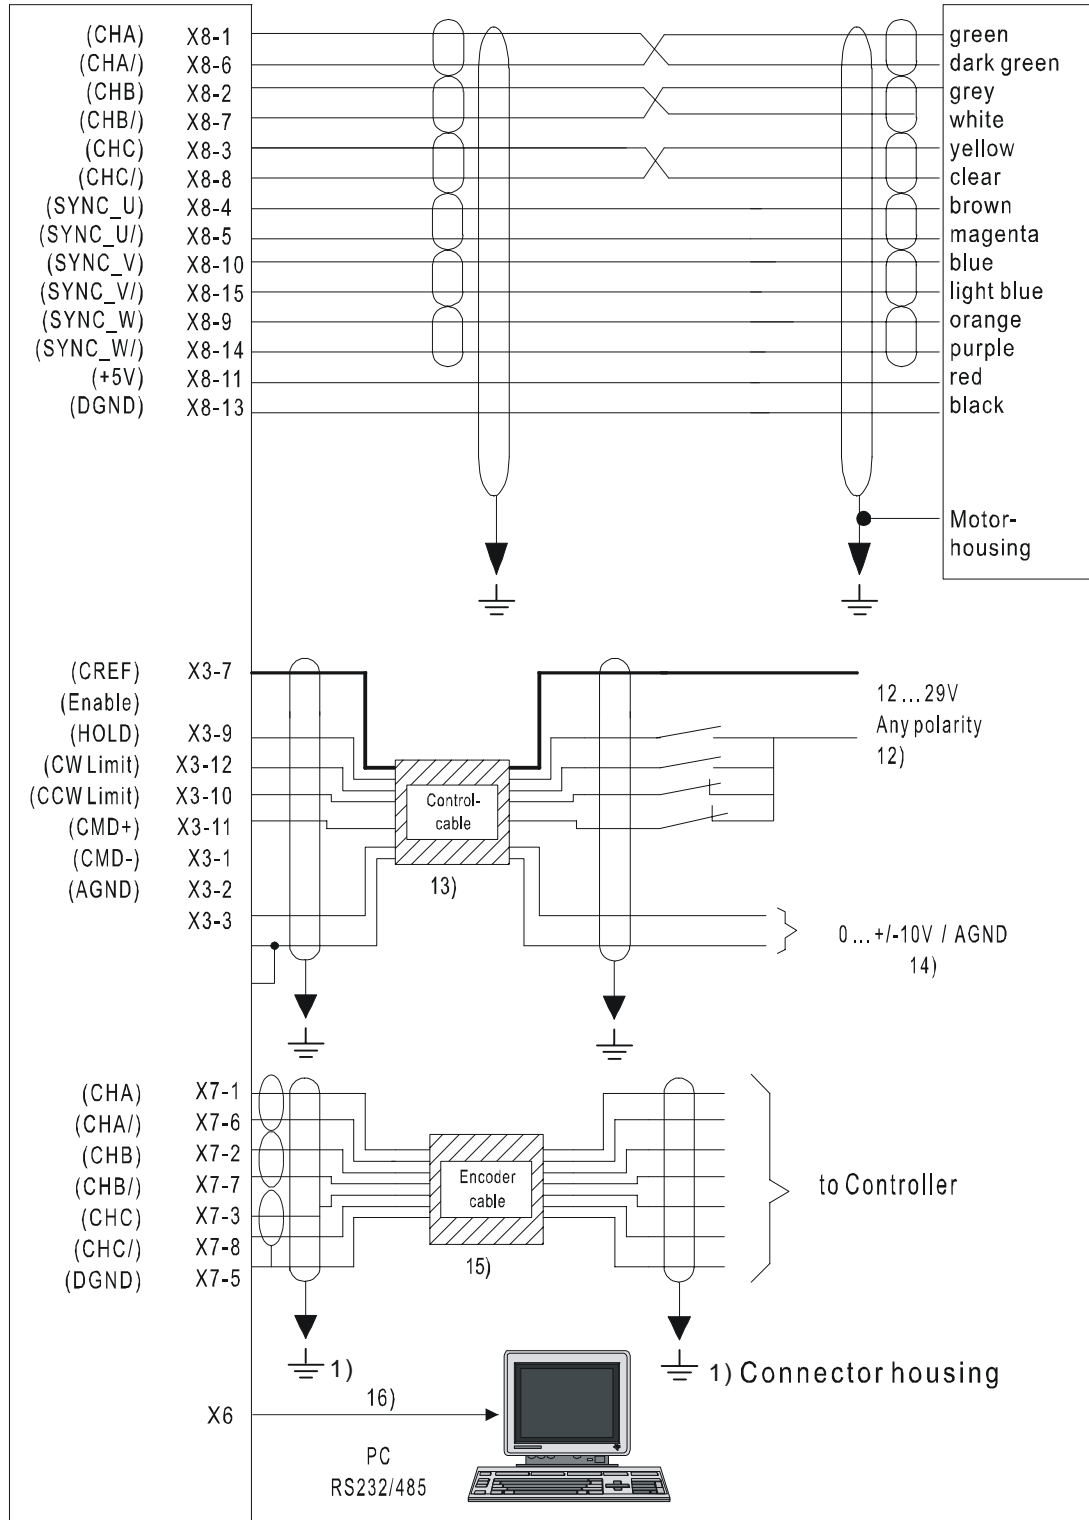 (CHA) X8-1 green
(CHA/) X8-6 dark green
(CHB) X8-2 grey
(CHB/) X8-7 white
(CHC) X8-3 yellow
(CHC/) X8-8 clear
(SYNC_U) X8-4 brown
(SYNC_U/) X8-5 magenta
(SYNC_V) X8-10 blue
(SYNC_V/) X8-15 light blue
(SYNC_W) X8-9 orange
(SYNC_W/) X8-14 purple
(+5V) X8-11 red
(DGND) X8-13 black
Motor-
housing
(CREF) X3-7
(Enable)
(HOLD) X3-9
(CW Limit) X3-12
(CCW Limit) X3-10
(CMD+) X3-11
(CMD-) X3-1
(AGND) X3-2
X3-3
12...29V
Any polarity
12)
Control-
cable
13)
0...+/-10V / AGND
14)
(CHA) X7-1
(CHA/) X7-6
(CHB) X7-2
(CHB/) X7-7
(CHC) X7-3
(CHC/) X7-8
(DGND) X7-5
Encoder
cable
15)
to Controller
1)
1) Connector housing
16)
X6
PC
RS232/485